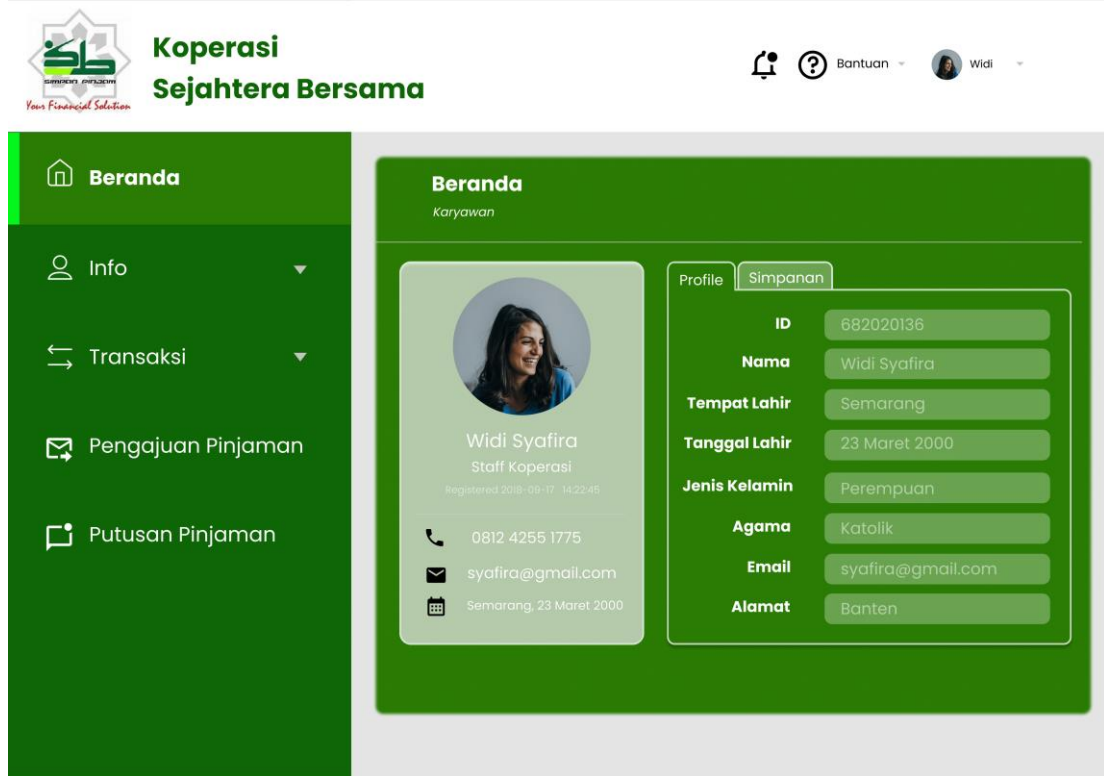 SIMPAN PINJAM
Your Financial Solution
Koperasi
Sejahtera Bersama
Bantuan
Widi
Beranda
Info
Transaksi
Pengajuan Pinjaman
Putusan Pinjaman
Beranda
Karyawan
Widi Syafira
Staff Koperasi
Registered 2018-09-17 14:22:45
0812 4255 1775
syafira@gmail.com
Semarang, 23 Maret 2000
Profile Simpanan
ID 682020136
Nama Widi Syafira
Tempat Lahir Semarang
Tanggal Lahir 23 Maret 2000
Jenis Kelamin Perempuan
Agama Katolik
Email syafira@gmail.com
Alamat Banten